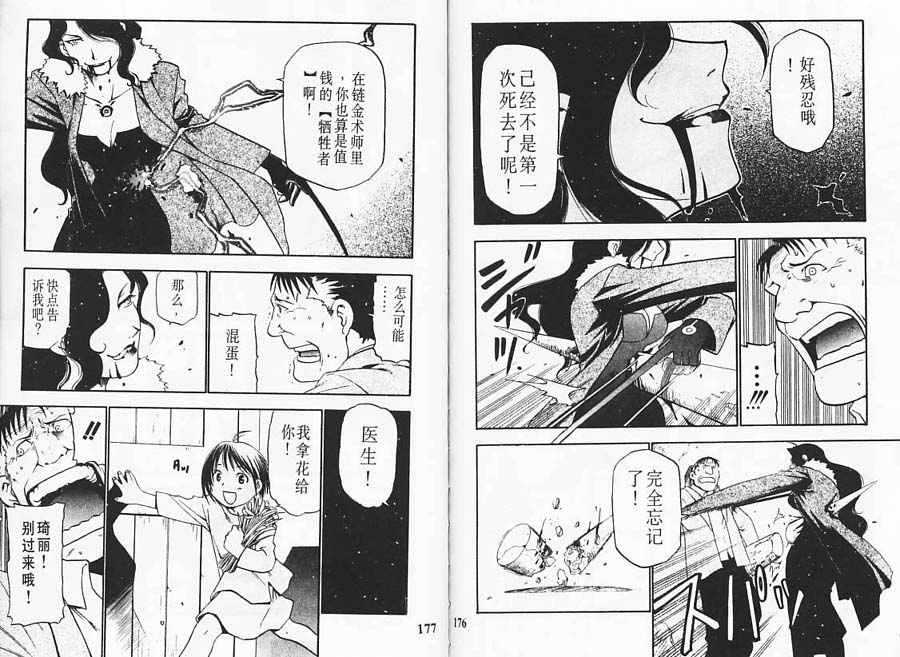 好残忍哦
！
己经不是第一
次死去了呢！
…!!
完全忘记
了！
176
在链金术师里
，你也算是值
钱的【牺牲者
】啊！
怎么可能
……
混蛋！
那么，
快点告
诉我吧？
医生！
我拿花给
你！
!!
琦丽！
别过来哦！
177